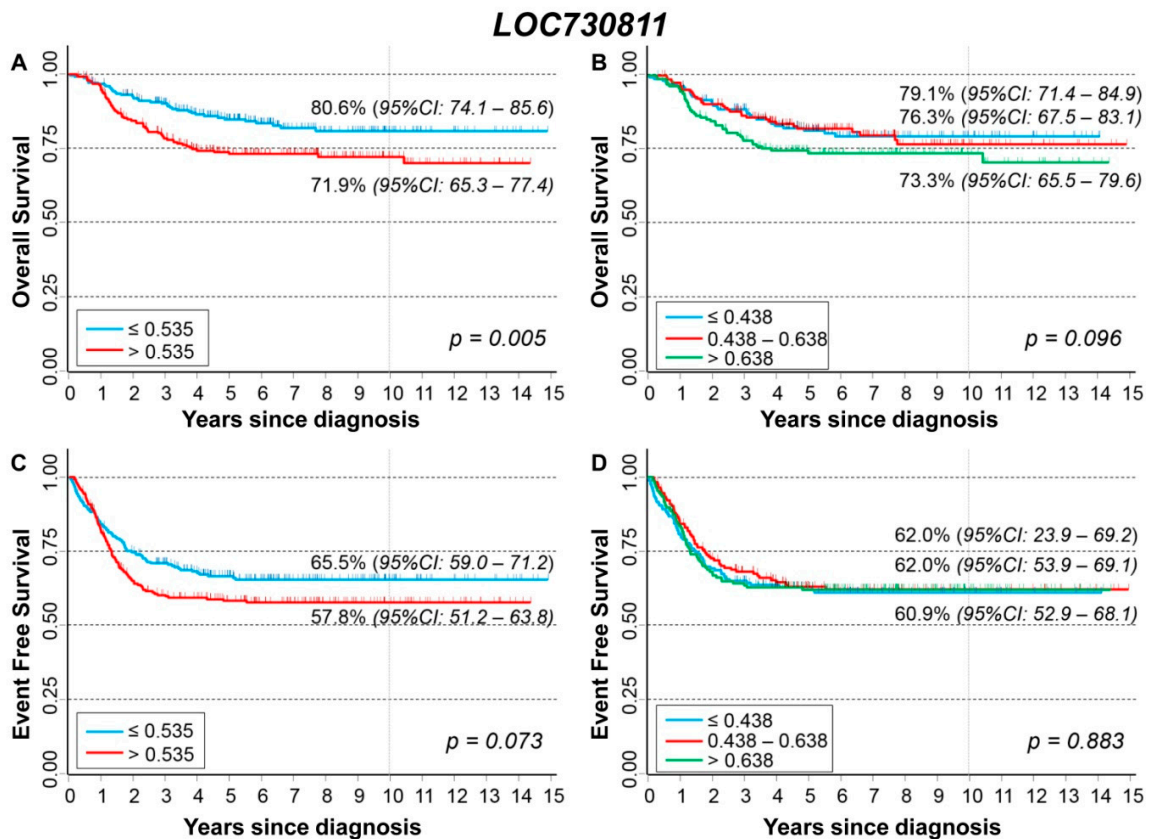 LOC730811
A
Overall Survival
1.00
0.75
0.50
0.25
0.00
80.6% (95%CI: 74.1 – 85.6)
71.9% (95%CI: 65.3 – 77.4)
≤ 0.535
> 0.535
p = 0.005
0 1 2 3 4 5 6 7 8 9 10 11 12 13 14 15
Years since diagnosis
B
Overall Survival
1.00
0.75
0.50
0.25
0.00
79.1% (95%CI: 71.4 – 84.9)
76.3% (95%CI: 67.5 – 83.1)
73.3% (95%CI: 65.5 – 79.6)
≤ 0.438
0.438 – 0.638
> 0.638
p = 0.096
0 1 2 3 4 5 6 7 8 9 10 11 12 13 14 15
Years since diagnosis
C
Event Free Survival
1.00
0.75
0.50
0.25
0.00
65.5% (95%CI: 59.0 – 71.2)
57.8% (95%CI: 51.2 – 63.8)
≤ 0.535
> 0.535
p = 0.073
0 1 2 3 4 5 6 7 8 9 10 11 12 13 14 15
Years since diagnosis
D
Event Free Survival
1.00
0.75
0.50
0.25
0.00
62.0% (95%CI: 23.9 – 69.2)
62.0% (95%CI: 53.9 – 69.1)
60.9% (95%CI: 52.9 – 68.1)
≤ 0.438
0.438 – 0.638
> 0.638
p = 0.883
0 1 2 3 4 5 6 7 8 9 10 11 12 13 14 15
Years since diagnosis